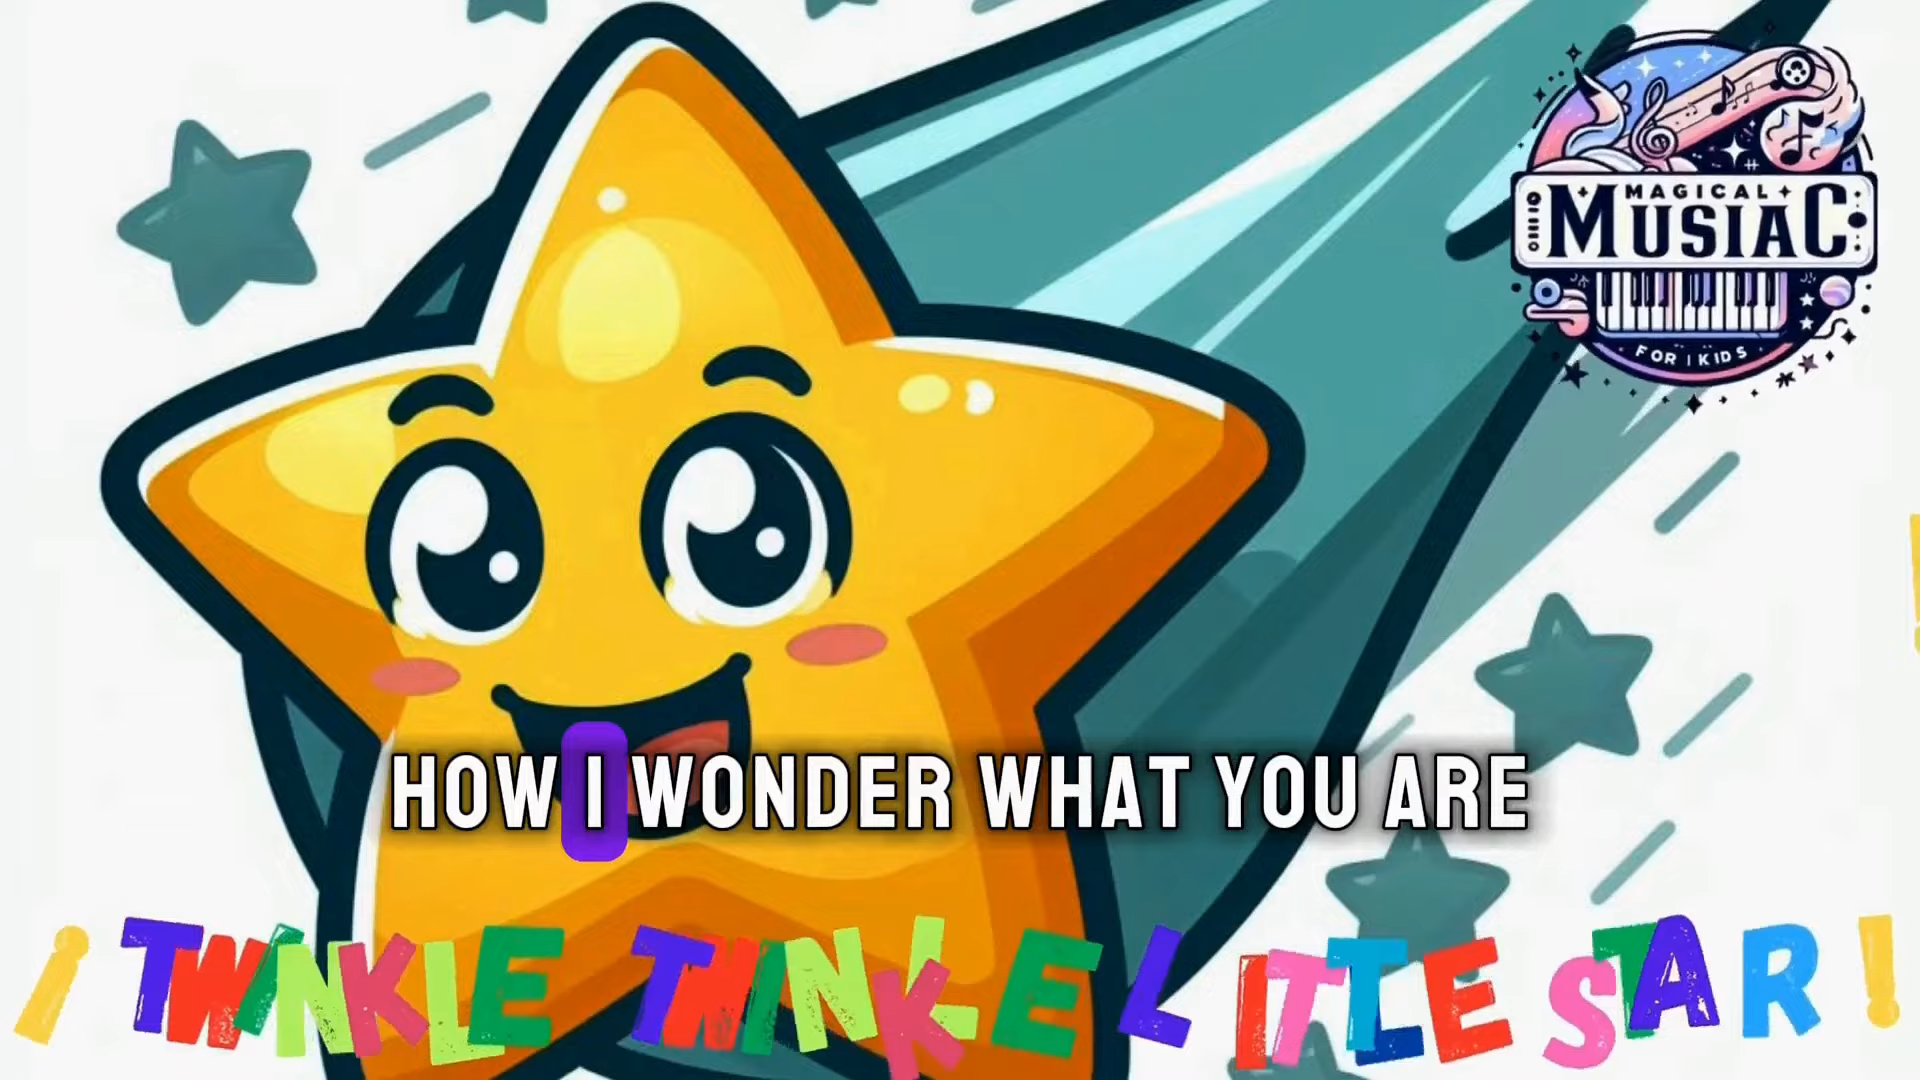 MAGICAL
MUSIAC
FOR KIDS
HOW I WONDER WHAT YOU ARE
¡ TWINKLE TWINKLE LITTLE STAR !